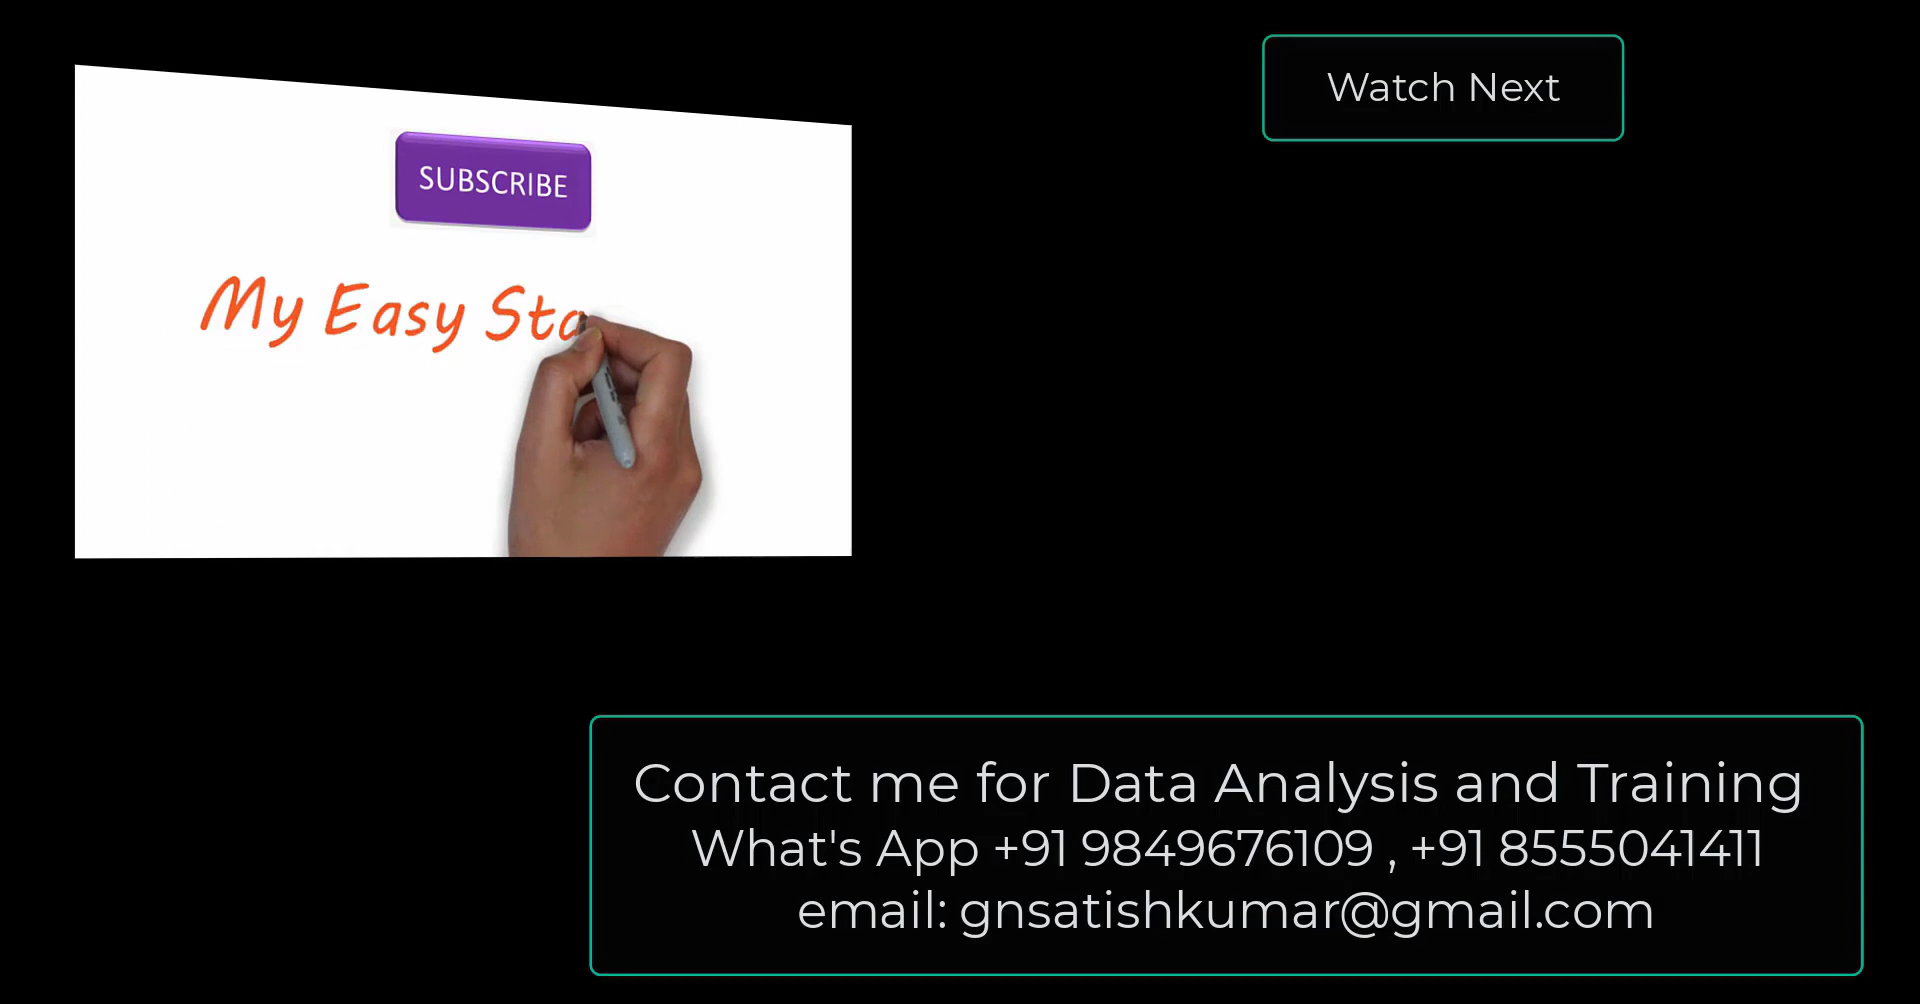 SUBSCRIBE
My Easy
Watch Next
Contact me for Data Analysis and Training
What's App +91 9849676109 , +91 8555041411
email: gnsatishkumar@gmail.com